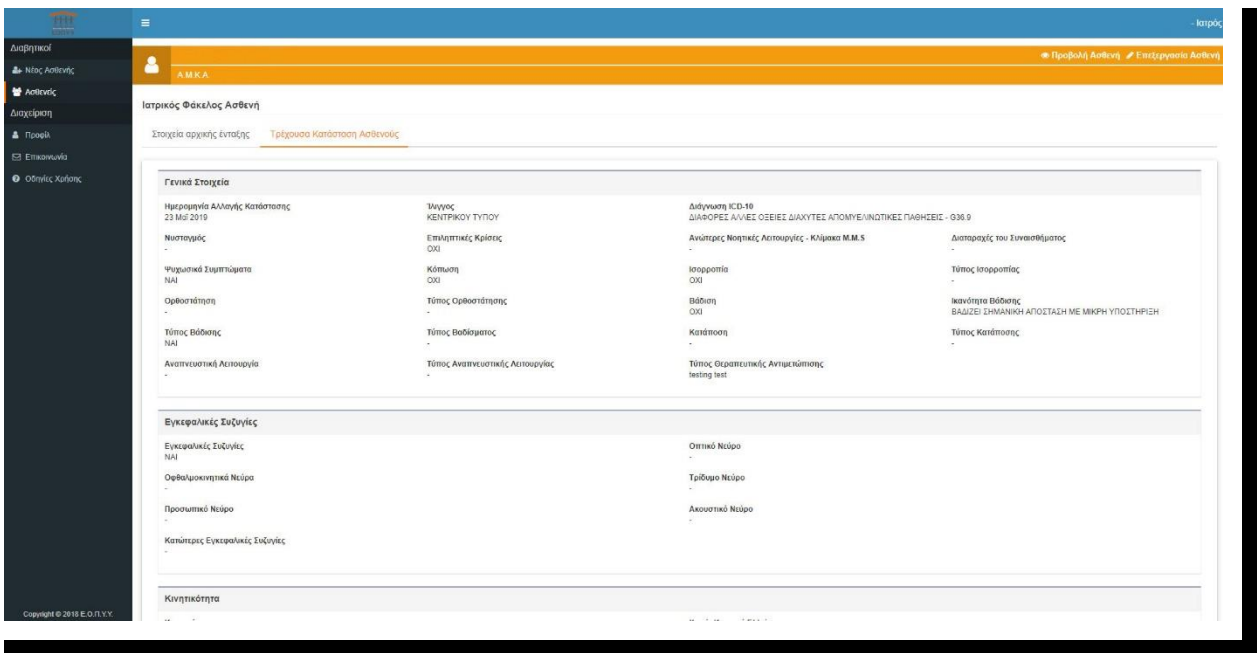 - Ιατρός
Διαβητικοί
Νέος Ασθενής
Ασθενείς
Διαχείριση
Προφίλ
Επικοινωνία
Οδηγίες Χρήσης
Copyright © 2018 Ε.Ο.Π.Υ.Υ.
Προβολή Ασθενή Επεξεργασία Ασθενή
Α.Μ.Κ.Α.
Ιατρικός Φάκελος Ασθενή
Στοιχεία αρχικής ένταξης Τρέχουσα Κατάσταση Ασθενούς
Γενικά Στοιχεία
Ημερομηνία Αλλαγής Κατάστασης Ίλιγγος Διάγνωση ICD-10
23 Μαΐ 2019 ΚΕΝΤΡΙΚΟΥ ΤΥΠΟΥ ΔΙΑΦΟΡΕΣ ΑΛΛΕΣ ΟΞΕΙΕΣ ΔΙΑΧΥΤΕΣ ΑΠΟΜΥΕΛΙΝΩΤΙΚΕΣ ΠΑΘΗΣΕΙΣ - G36.9
Νυσταγμός Επιληπτικές Κρίσεις Ανώτερες Νοητικές Λειτουργίες - Κλίμακα M.M.S Διαταραχές του Συναισθήματος
- ΟΧΙ - -
Ψυχωσικά Συμπτώματα Κόπωση Ισορροπία Τύπος Ισορροπίας
ΝΑΙ ΟΧΙ ΟΧΙ -
Ορθοστάτηση Τύπος Ορθοστάτησης Βάδιση Ικανότητα Βάδισης
- - ΟΧΙ ΒΑΔΙΖΕΙ ΣΗΜΑΝΙΚΗ ΑΠΟΣΤΑΣΗ ΜΕ ΜΙΚΡΗ ΥΠΟΣΤΗΡΙΞΗ
Τύπος Βάδισης Τύπος Βαδίσματος Κατάποση Τύπος Κατάποσης
ΝΑΙ - - -
Αναπνευστική Λειτουργία Τύπος Αναπνευστικής Λειτουργίας Τύπος Θεραπευτικής Αντιμετώπισης
- - testing test
Εγκεφαλικές Συζυγίες
Εγκεφαλικές Συζυγίες Οπτικό Νεύρο
ΝΑΙ -
Οφθαλμοκινητικά Νεύρα Τρίδυμο Νεύρο
- -
Προσωπικό Νεύρο Ακουστικό Νεύρο
- -
Κατώτερες Εγκεφαλικές Συζυγίες
-
Κινητικότητα